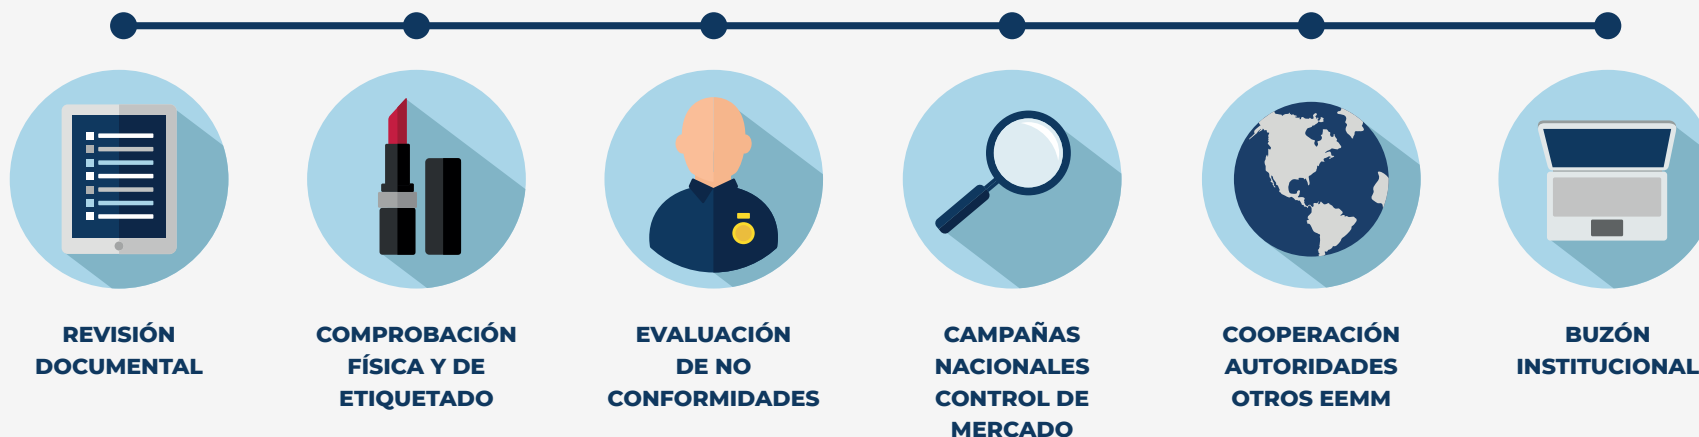 REVISIÓN
DOCUMENTAL
COMPROBACIÓN
FÍSICA Y DE
ETIQUETADO
EVALUACIÓN
DE NO
CONFORMIDADES
CAMPAÑAS
NACIONALES
CONTROL DE
MERCADO
COOPERACIÓN
AUTORIDADES
OTROS EEMM
BUZÓN
INSTITUCIONAL